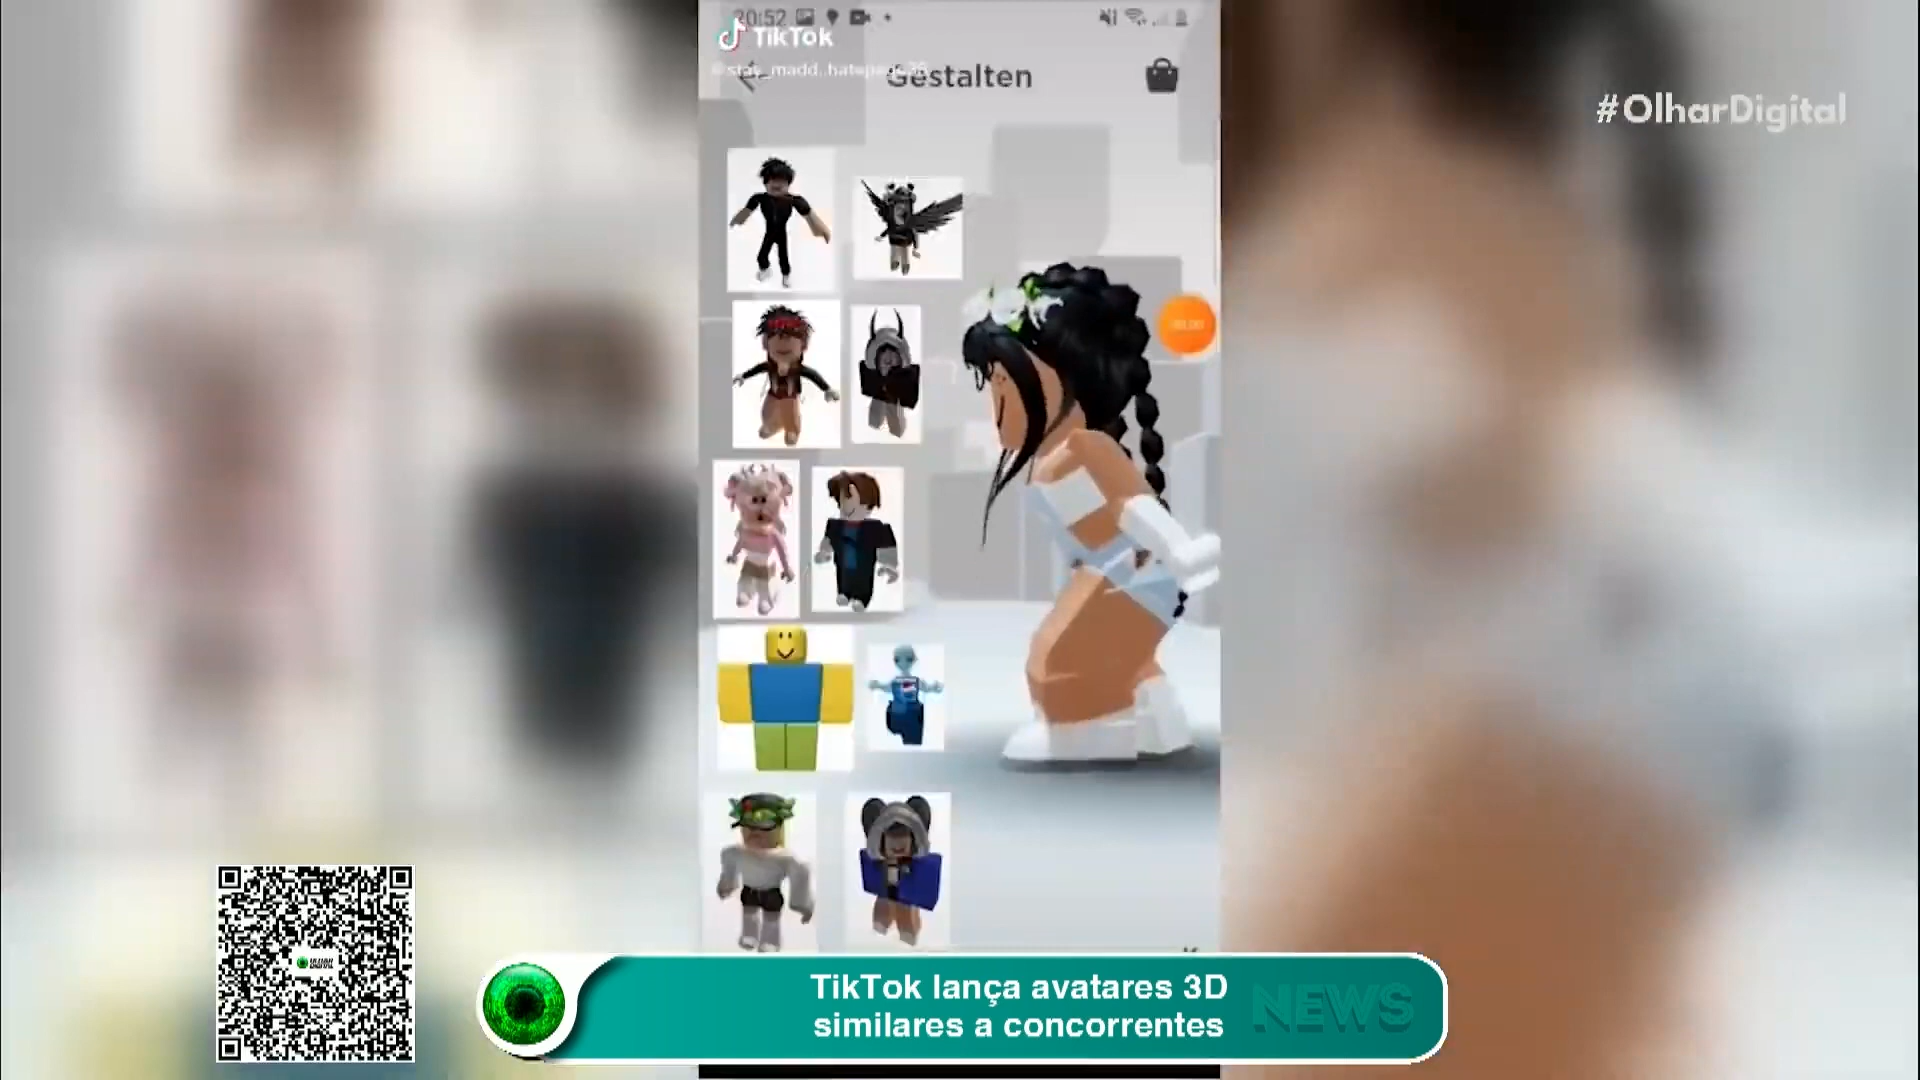 20:52
TikTok
Gestalten
#OlharDigital
TikTok lança avatares 3D
similares a concorrentes
NEWS